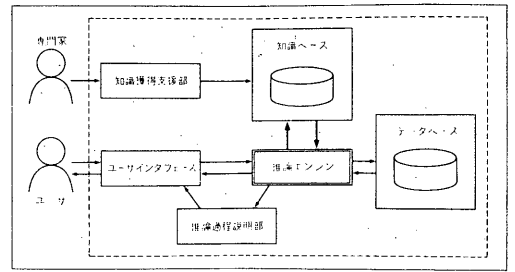 専門家
知識ベース
知識獲得支援部
データベース
ユーザインタフェース
推論エンジン
ユーザ
推論過程説明部